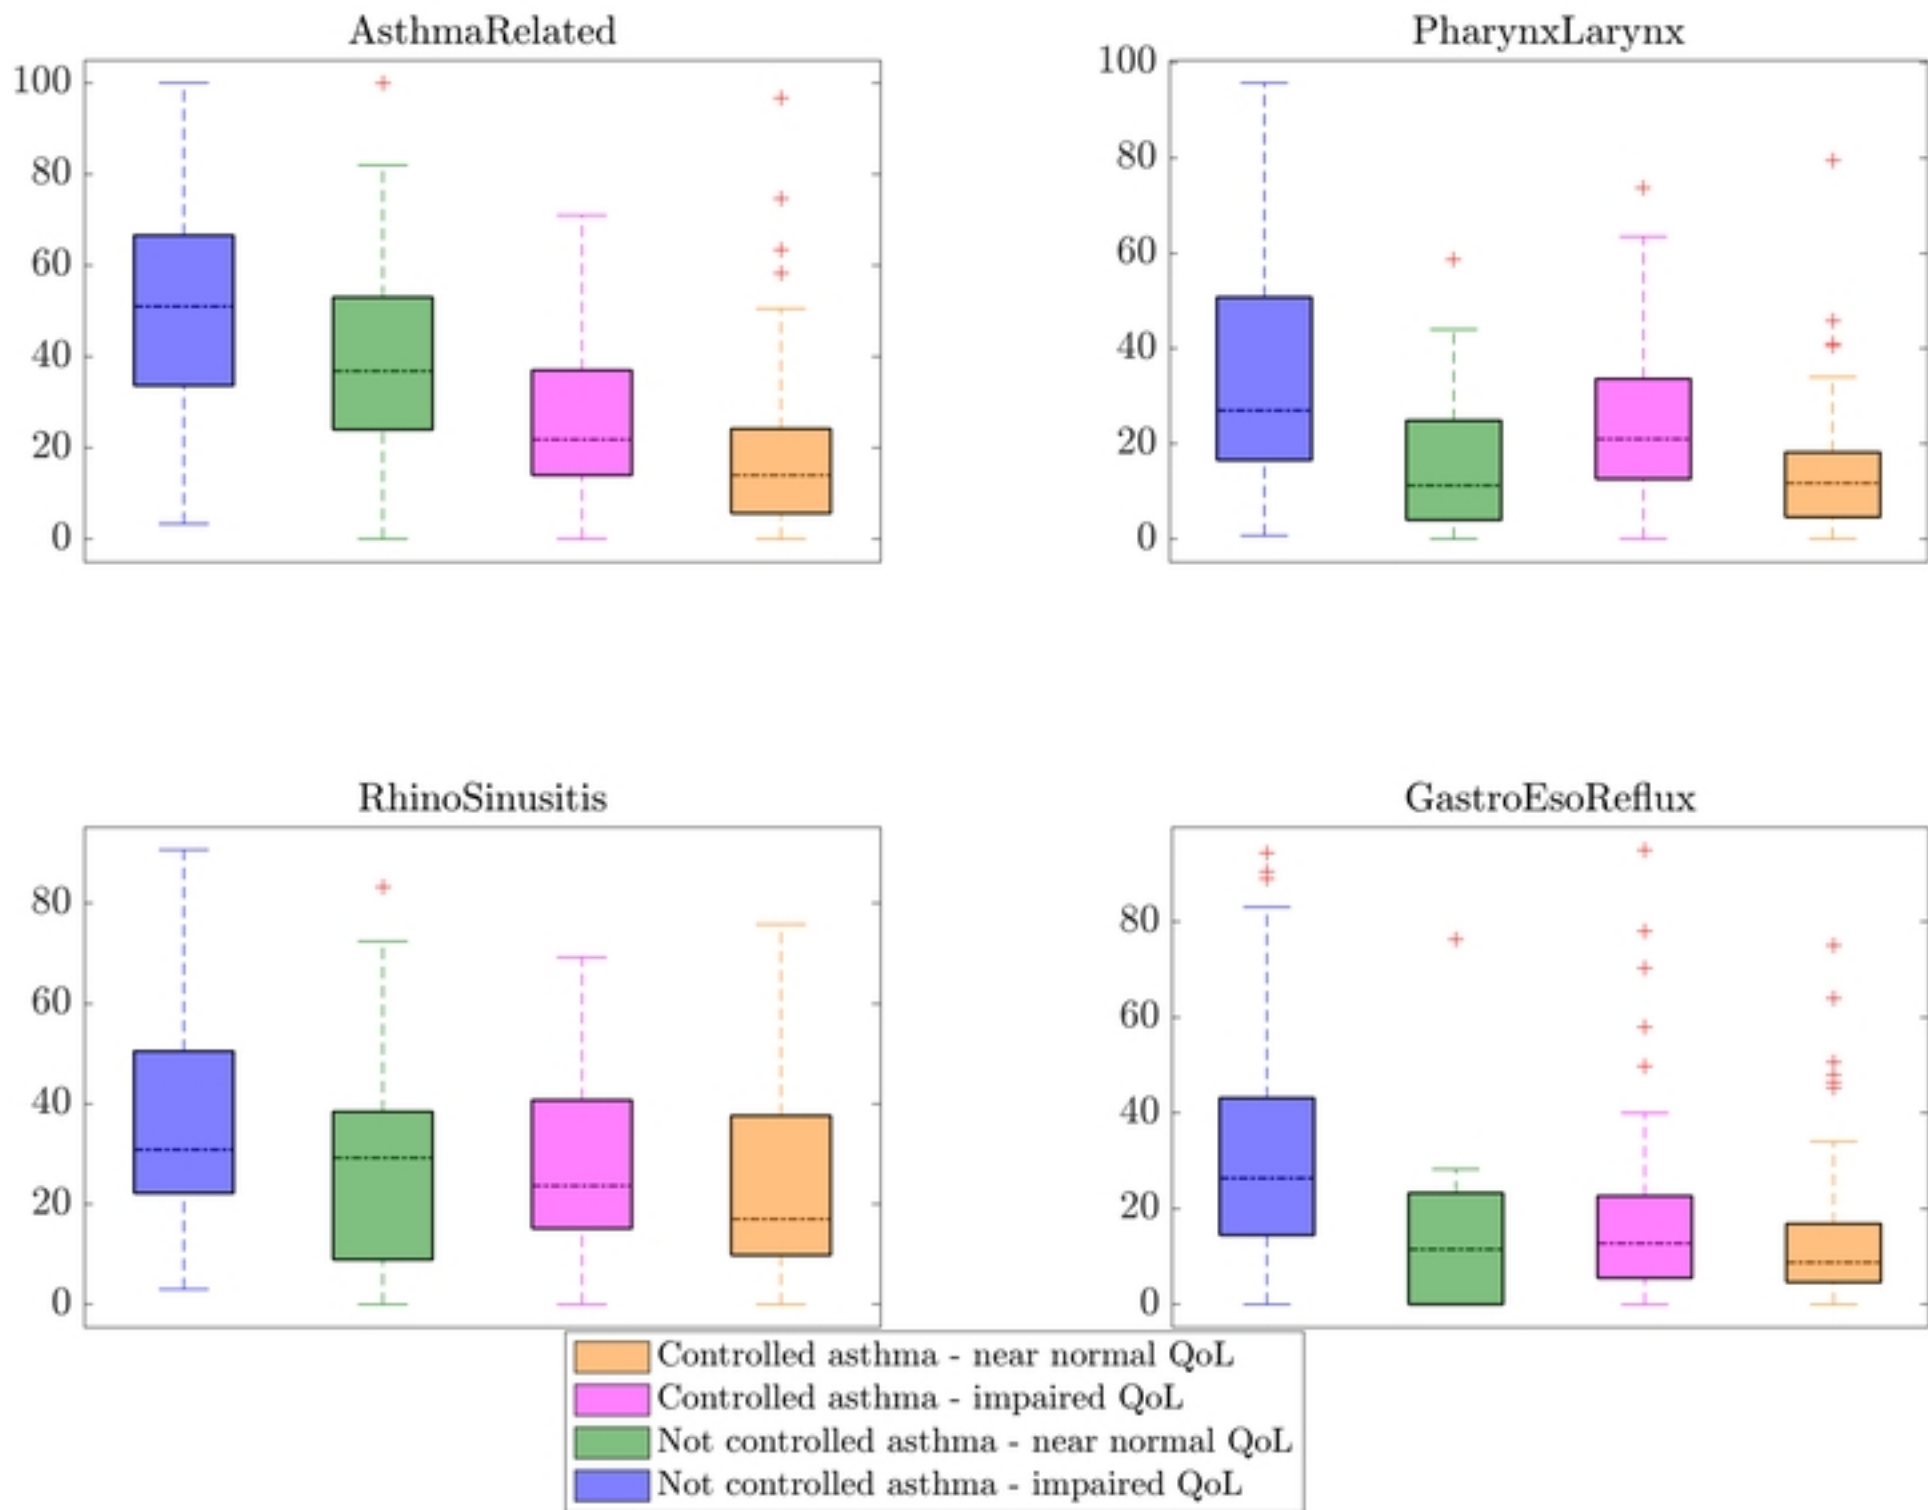 AsthmaRelated
100
80
60
40
20
0
PharynxLarynx
100
80
60
40
20
0
RhinoSinusitis
80
60
40
20
0
GastroEsoReflux
80
60
40
20
0
Controlled asthma - near normal QoL
Controlled asthma - impaired QoL
Not controlled asthma - near normal QoL
Not controlled asthma - impaired QoL